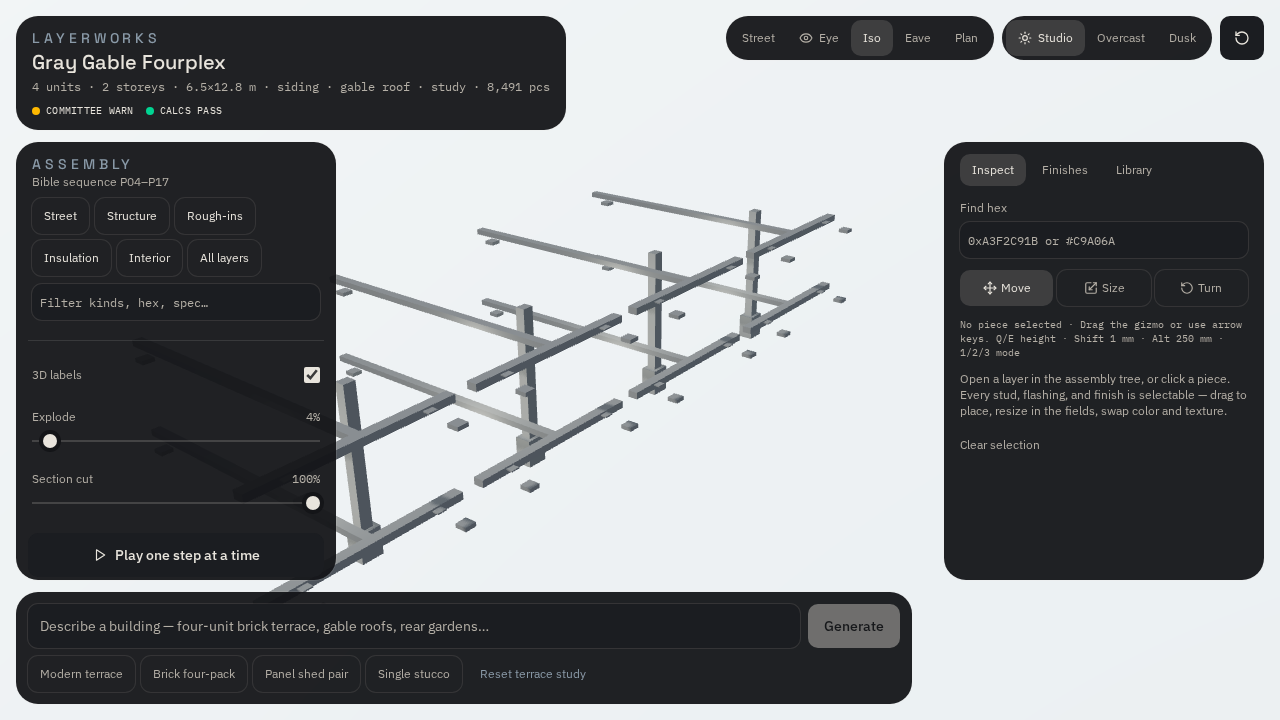 LAYERWORKS
Gray Gable Fourplex
4 units · 2 storeys · 6.5×12.8 m · siding · gable roof · study · 8,491 pcs
COMMITTEE WARN CALCS PASS
Street Eye Iso Eave Plan
Studio Overcast Dusk
ASSEMBLY
Bible sequence P04–P17
Street Structure Rough-ins
Insulation Interior All layers
Filter kinds, hex, spec…
3D labels
Explode 4%
Section cut 100%
Play one step at a time
Inspect Finishes Library
Find hex
0xA3F2C91B or #C9A06A
Move Size Turn
No piece selected · Drag the gizmo or use arrow
keys. Q/E height · Shift 1 mm · Alt 250 mm ·
1/2/3 mode
Open a layer in the assembly tree, or click a piece.
Every stud, flashing, and finish is selectable — drag to
place, resize in the fields, swap color and texture.
Clear selection
Describe a building — four-unit brick terrace, gable roofs, rear gardens…
Generate
Modern terrace Brick four-pack Panel shed pair Single stucco Reset terrace study